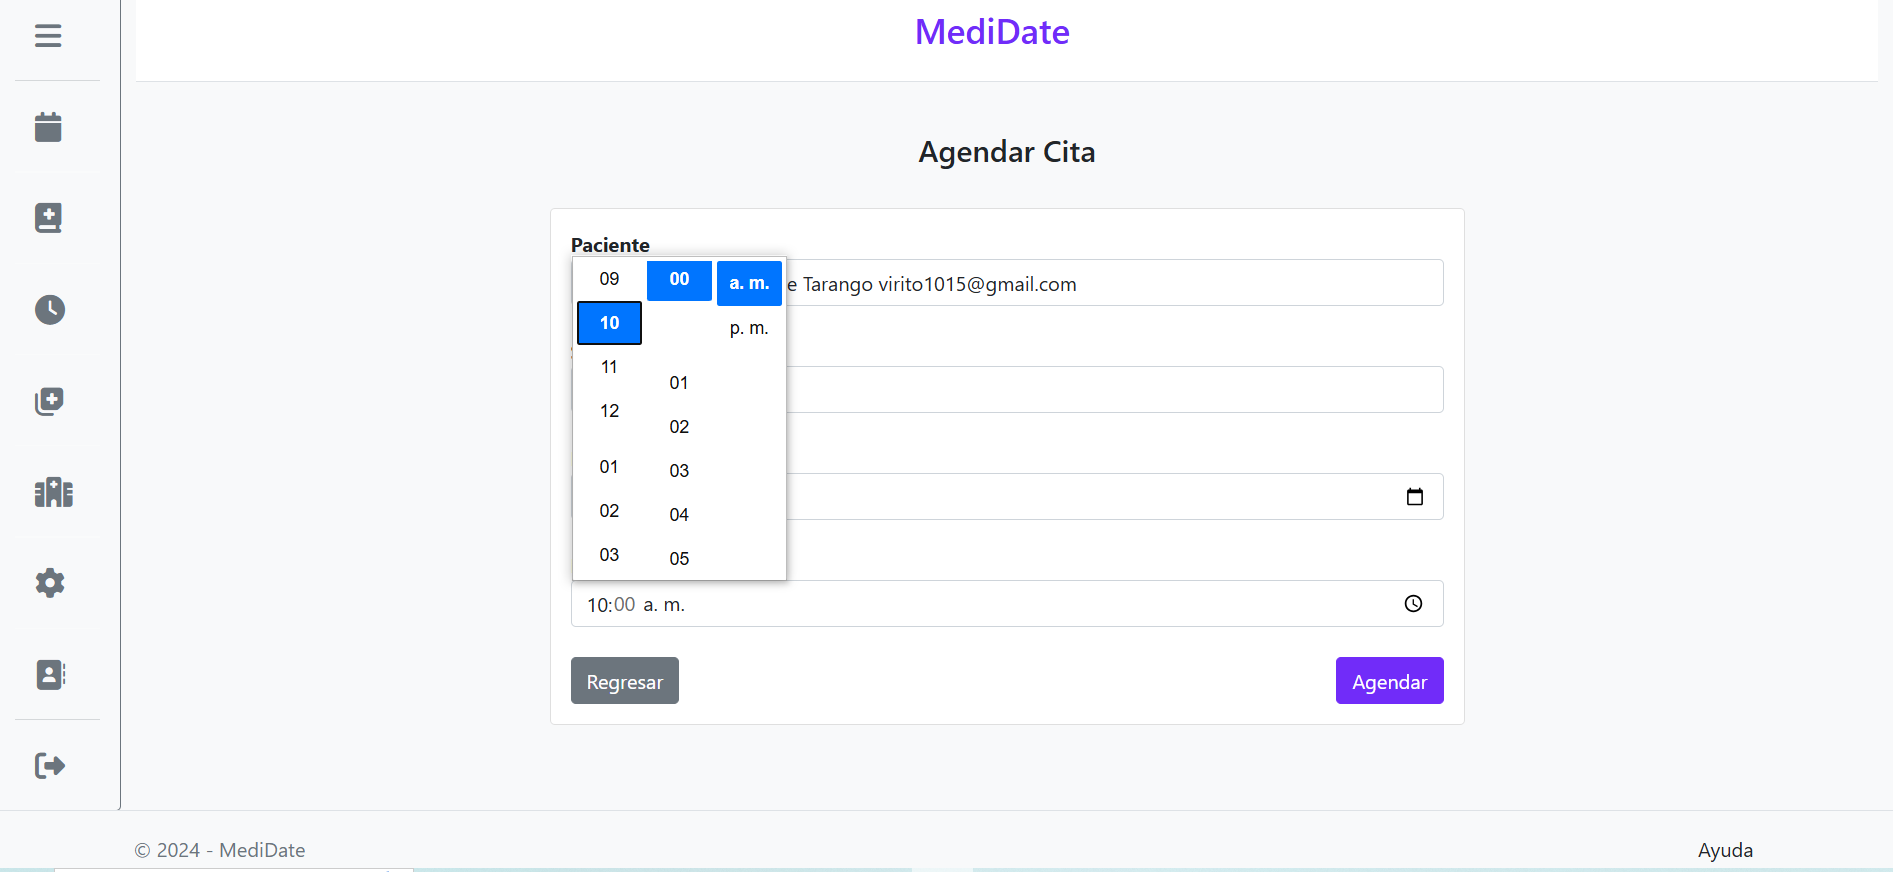 MediDate
Agendar Cita
Paciente
e Tarango virito1015@gmail.com
09 00 a. m.
10 p. m.
11
01
12
02
01
03
02
04
03
05
10:00 a. m.
Regresar
Agendar
© 2024 - MediDate
Ayuda